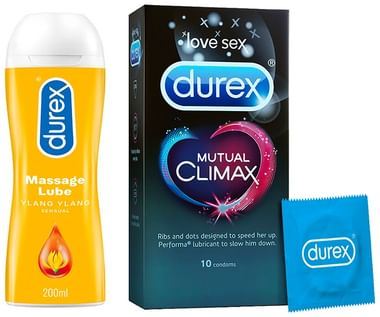 durex
Massage
Lube
YLANG YLANG
SENSUAL
200ml
love sex
durex
MUTUAL
CLIMAX
Ribs and dots designed to speed her up.
Performa® lubricant to slow him down.
10 condoms
durex